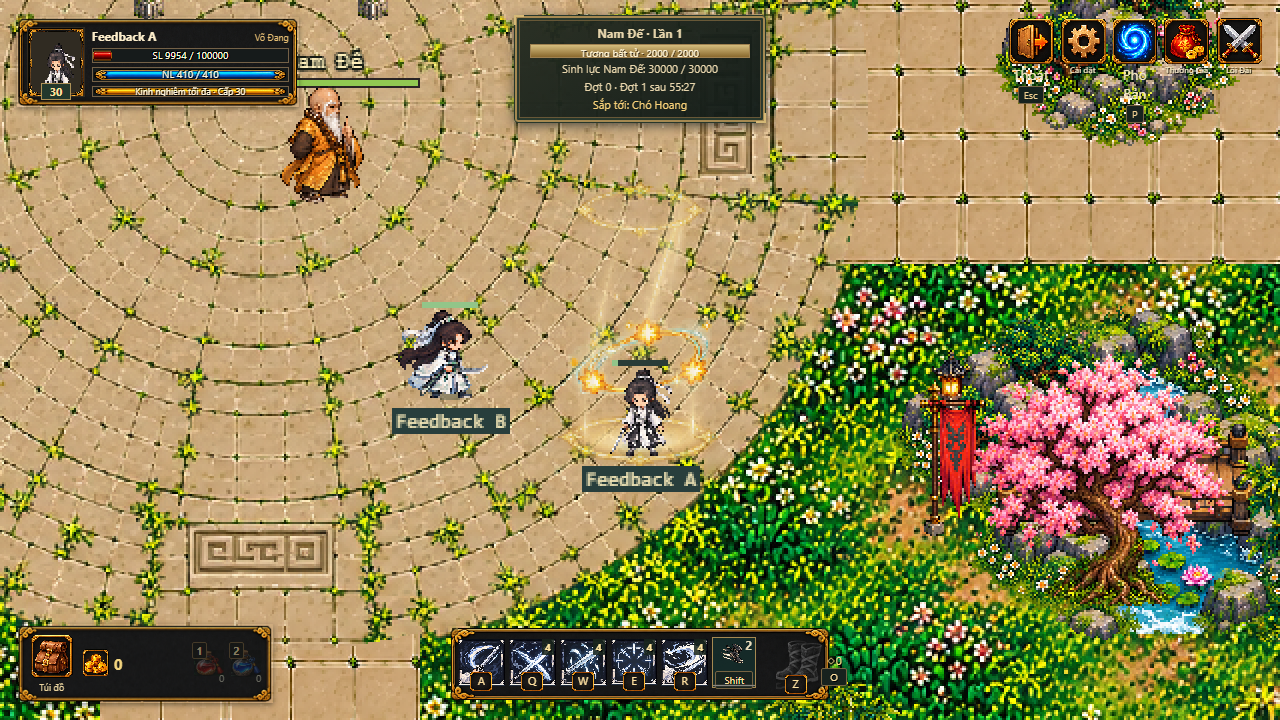 Feedback A
Võ Đang
SL 9954 / 100000
NL 410 / 410
Kinh nghiệm tối đa - Cấp 30
30
am Đế
Nam Đế · Lần 1
Tượng bất tử · 2000 / 2000
Sinh lực Nam Đế: 30000 / 30000
Đợt 0 · Đợt 1 sau 55:27
Sắp tới: Chó Hoang
Cài đặt
Lôi Đài
Esc
P
Feedback B
Feedback A
Túi đồ
0
1
0
2
0
A
4
Q
4
W
4
E
4
R
2
Shift
Z
0
O